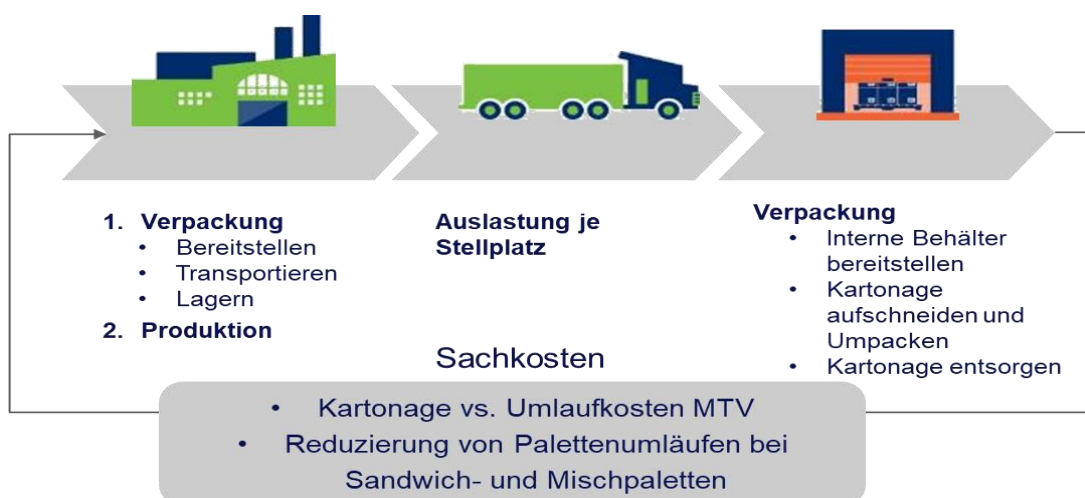 1. Verpackung
• Bereitstellen
• Transportieren
• Lagern
2. Produktion
Auslastung je
Stellplatz
Verpackung
• Interne Behälter
bereitstellen
• Kartonage
aufschneiden und
Umpacken
• Kartonage entsorgen
Sachkosten
• Kartonage vs. Umlaufkosten MTV
• Reduzierung von Palettenumläufen bei
Sandwich- und Mischpaletten